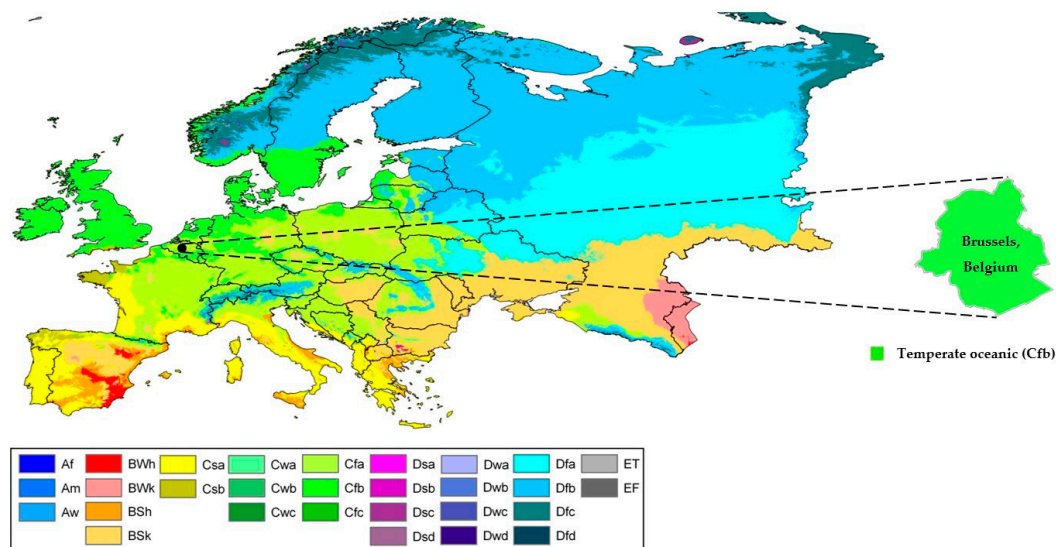 Brussels,
Belgium
Temperate oceanic (Cfb)
Af BWh Csa Cwa Cfa Dsa Dwa Dfa ET
Am BWk Csb Cwb Cfb Dsb Dwb Dfb EF
Aw BSh Cwc Cfc Dsc Dwc Dfc
BSk Dsd Dwd Dfd